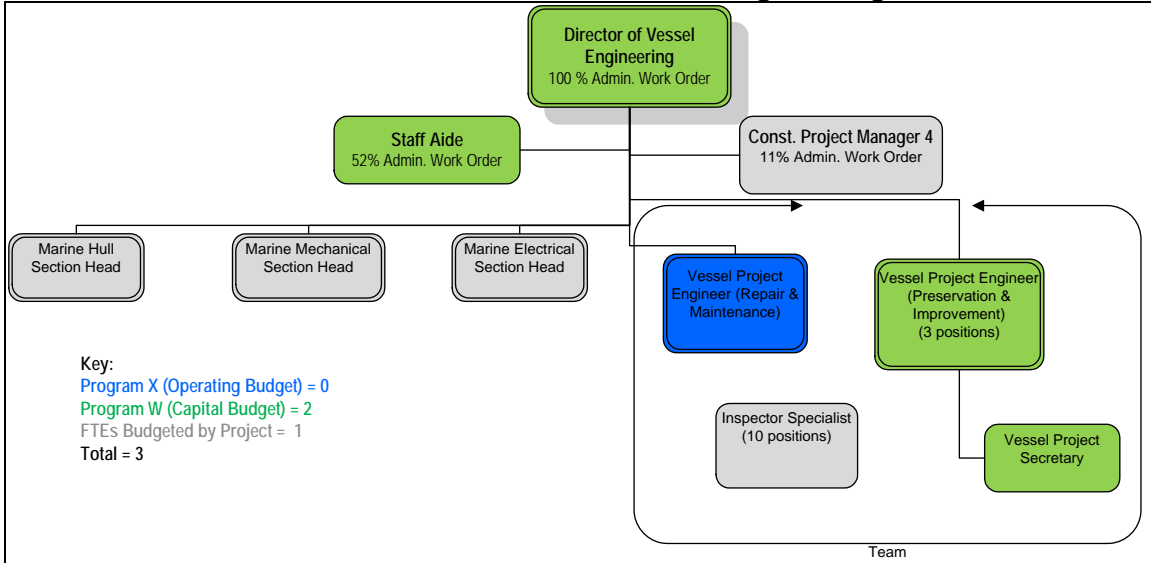 Director of Vessel
Engineering
100 % Admin. Work Order
Staff Aide
52% Admin. Work Order
Const. Project Manager 4
11% Admin. Work Order
Marine Hull
Section Head
Marine Mechanical
Section Head
Marine Electrical
Section Head
Vessel Project
Engineer (Repair &
Maintenance)
Vessel Project Engineer
(Preservation &
Improvement)
(3 positions)
Key:
Program X (Operating Budget) = 0
Program W (Capital Budget) = 2
FTEs Budgeted by Project = 1
Total = 3
Inspector Specialist
(10 positions)
Vessel Project
Secretary
Team